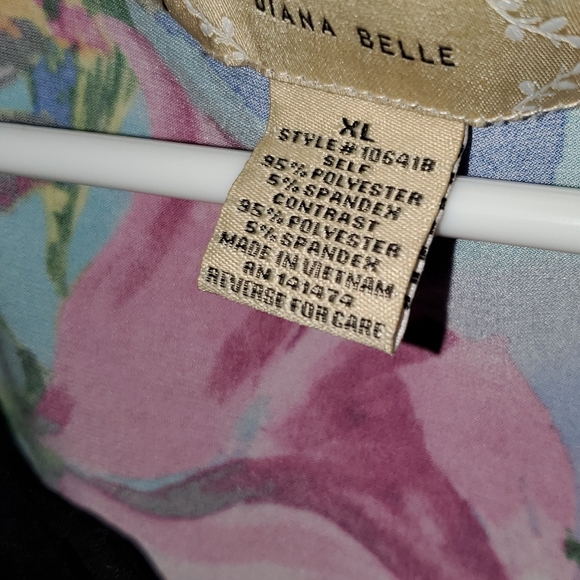 DIANA BELLE
XL
STYLE# 10641B
SELF
95% POLYESTER
5% SPANDEX
CONTRAST
95% POLYESTER
5% SPANDEX
MADE IN VIETNAM
RN 141474
REVERSE FOR CARE